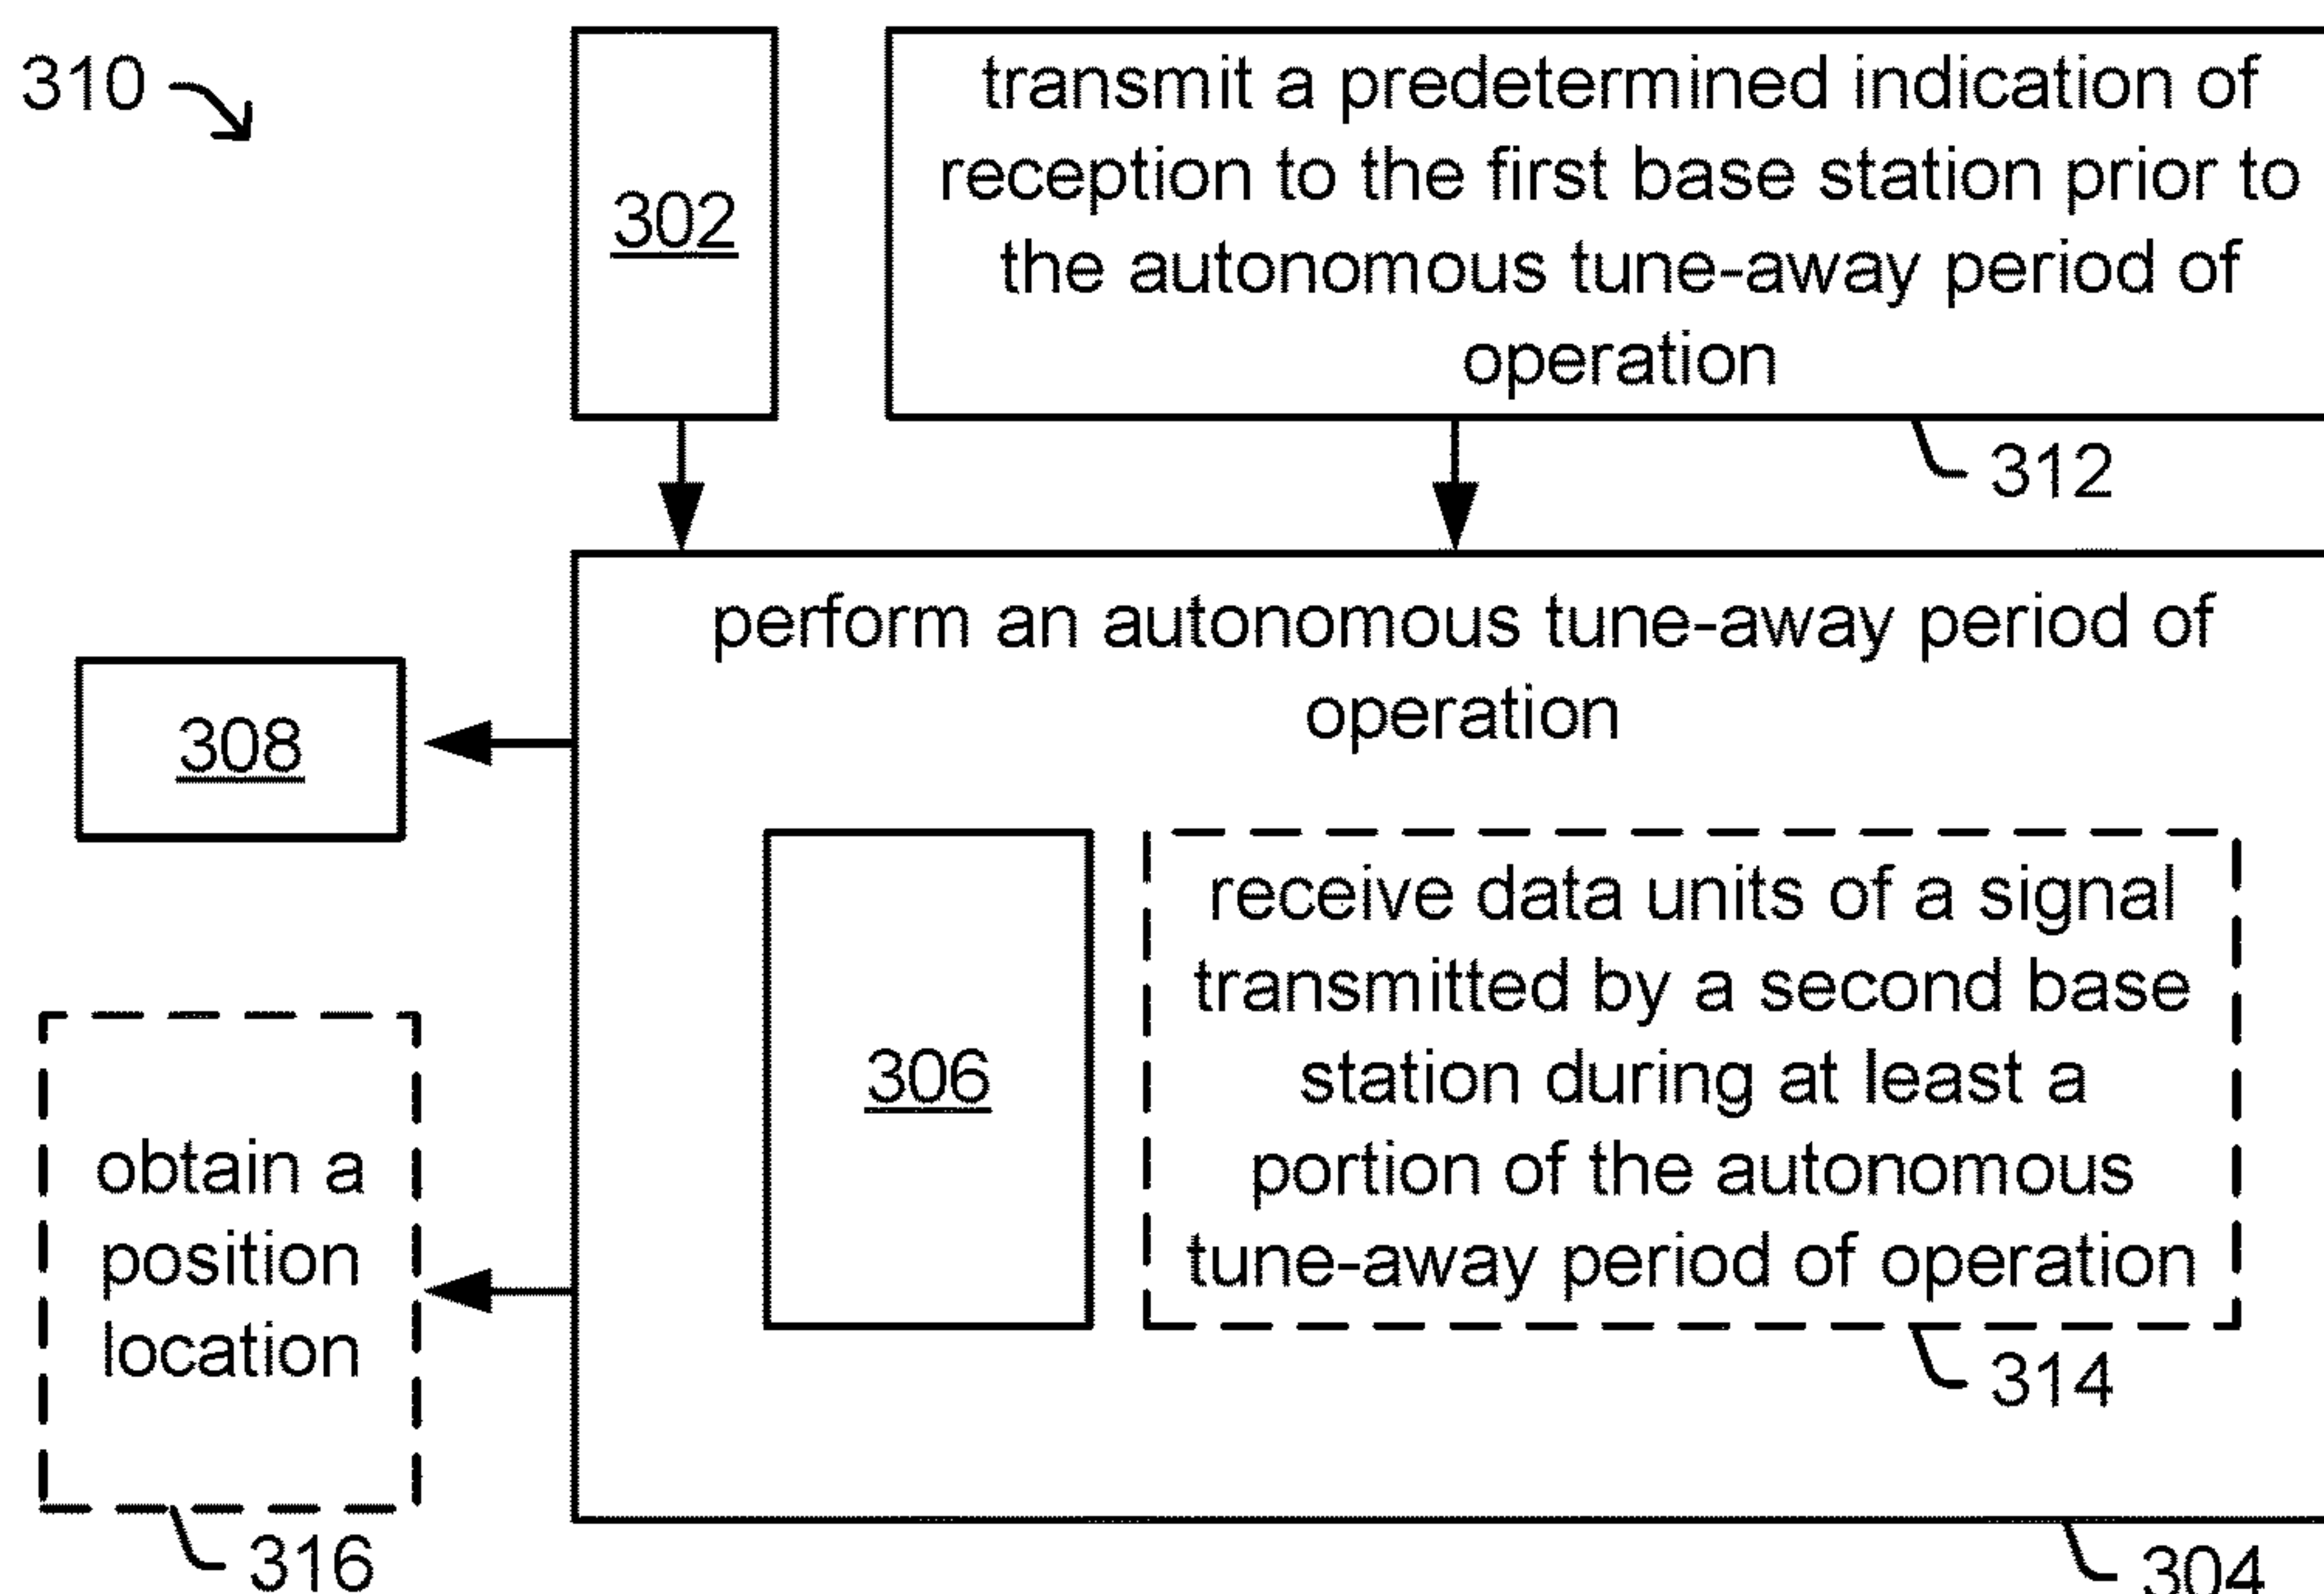 310
302
transmit a predetermined indication of
reception to the first base station prior to
the autonomous tune-away period of
operation
312
perform an autonomous tune-away period of
operation
308
306
receive data units of a signal
transmitted by a second base
station during at least a
portion of the autonomous
tune-away period of operation
314
obtain a
position
location
316
304